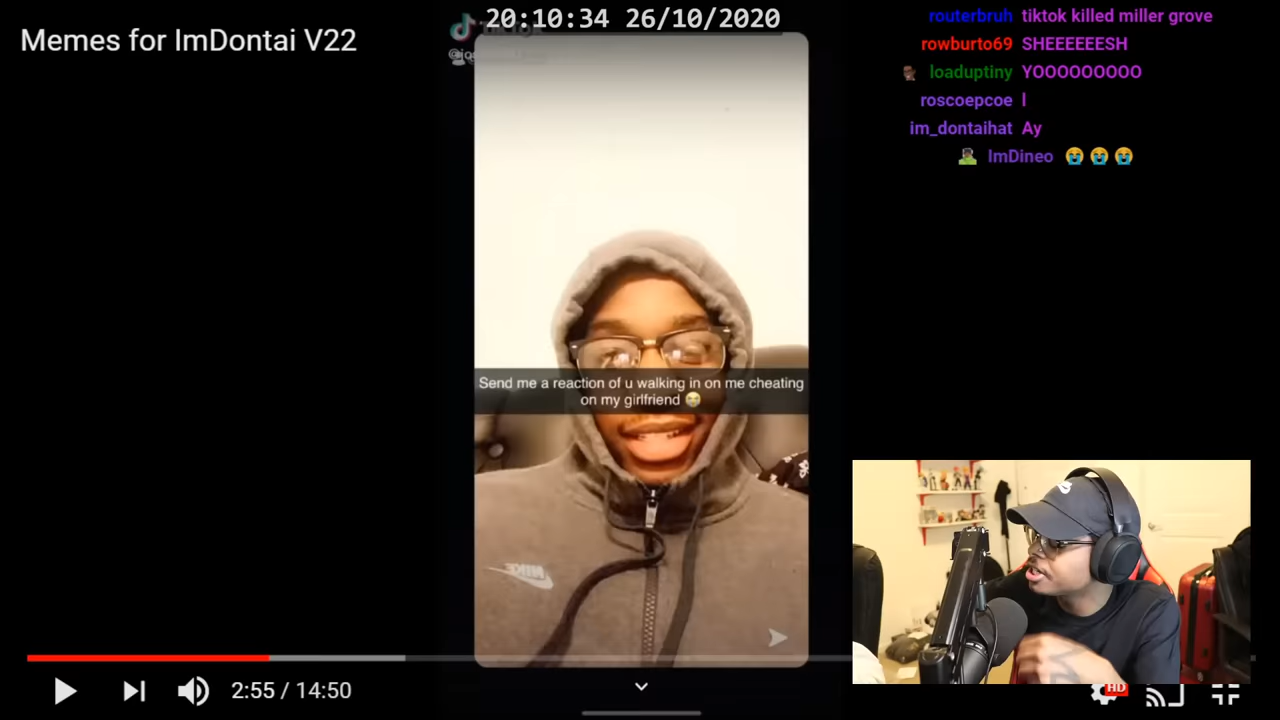 20:10:34 26/10/2020
Memes for ImDontai V22
routerbruh tiktok killed miller grove
rowburto69 SHEEEEEESH
loaduptiny YOOOOOOOOO
roscoepcoe l
im_dontaihat Ay
ImDineo 😭 😭 😭
Send me a reaction of u walking in on me cheating
on my girlfriend 😭
NIKE
2:55 / 14:50
HD